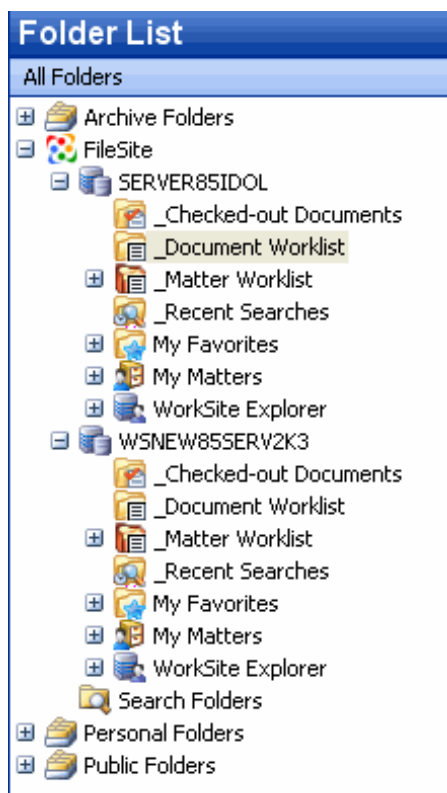 Folder List
All Folders
Archive Folders
FileSite
SERVER85IDOL
_Checked-out Documents
_Document Worklist
_Matter Worklist
_Recent Searches
My Favorites
My Matters
WorkSite Explorer
WSNEW85SERV2K3
_Checked-out Documents
_Document Worklist
_Matter Worklist
_Recent Searches
My Favorites
My Matters
WorkSite Explorer
Search Folders
Personal Folders
Public Folders